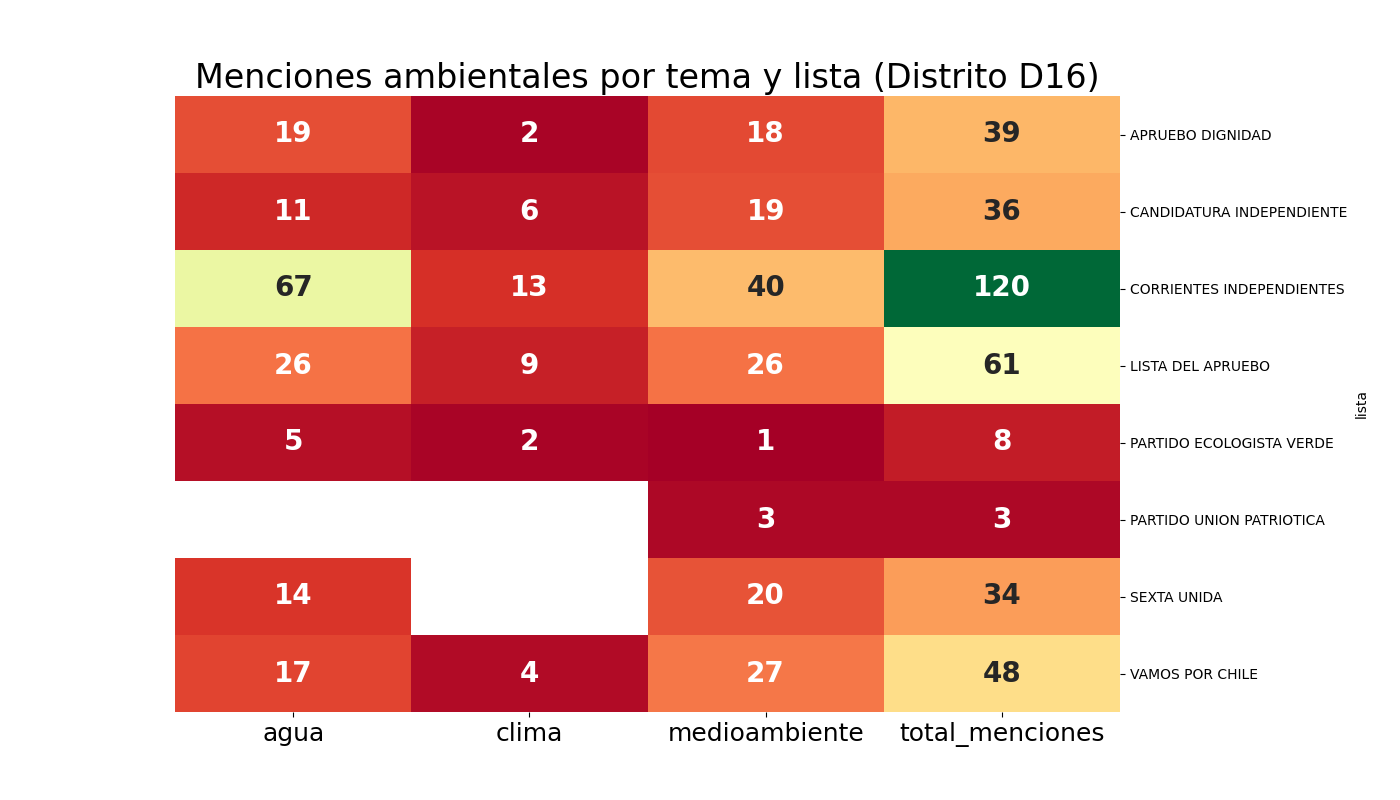 Menciones ambientales por tema y lista (Distrito D16)
19 2 18 39 APRUEBO DIGNIDAD
11 6 19 36 CANDIDATURA INDEPENDIENTE
67 13 40 120 CORRIENTES INDEPENDIENTES
26 9 26 61 LISTA DEL APRUEBO
5 2 1 8 PARTIDO ECOLOGISTA VERDE
3 3 PARTIDO UNION PATRIOTICA
14 20 34 SEXTA UNIDA
17 4 27 48 VAMOS POR CHILE
agua clima medioambiente total_menciones
lista